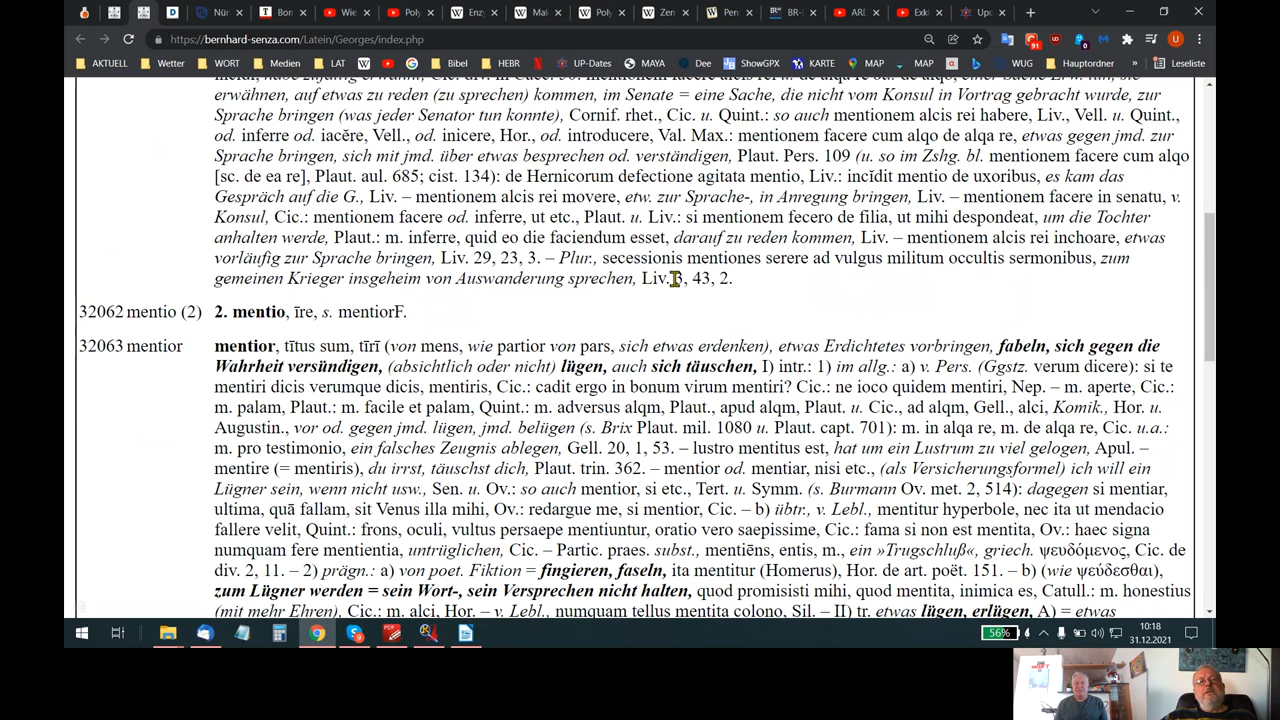 Nür
Bon
Wie
Poly
Enz
Mai
Poly
Zen
Pen
BR-
ARD
Exkl
Upd
https://bernhard-senza.com/Latein/Georges/index.php
91
0
U
AKTUELL Wetter WORT Medien LAT Bibel HEBR UP-Dates MAYA Dee ShowGPX KARTE MAP MAP WUG Hauptordner
erwähnen, auf etwas zu reden (zu sprechen) kommen, im Senate = eine Sache, die nicht vom Konsul in Vortrag gebracht wurde, zur
Sprache bringen (was jeder Senator tun konnte), Cornif. rhet., Cic. u. Quint.: so auch mentionem alcis rei habere, Liv., Vell. u. Quint.,
od. inferre od. iacĕre, Vell., od. inicere, Hor., od. introducere, Val. Max.: mentionem facere cum alqo de alqa re, etwas gegen jmd. zur
Sprache bringen, sich mit jmd. über etwas besprechen od. verständigen, Plaut. Pers. 109 (u. so im Zshg. bl. mentionem facere cum alqo
[sc. de ea re], Plaut. aul. 685; cist. 134): de Hernicorum defectione agitata mentio, Liv.: incĭdit mentio de uxoribus, es kam das
Gespräch auf die G., Liv. – mentionem alcis rei movere, etw. zur Sprache-, in Anregung bringen, Liv. – mentionem facere in senatu, v.
Konsul, Cic.: mentionem facere od. inferre, ut etc., Plaut. u. Liv.: si mentionem fecero de filia, ut mihi despondeat, um die Tochter
anhalten werde, Plaut.: m. inferre, quid eo die faciendum esset, darauf zu reden kommen, Liv. – mentionem alcis rei inchoare, etwas
vorläufig zur Sprache bringen, Liv. 29, 23, 3. – Plur., secessionis mentiones serere ad vulgus militum occultis sermonibus, zum
gemeinen Krieger insgeheim von Auswanderung sprechen, Liv. 3, 43, 2.
32062 mentio (2) 2. mentio, īre, s. mentiorF.
32063 mentior mentior, tītus sum, tīrī (von mens, wie partior von pars, sich etw erdenken), etwas Erdichtetes vorbringen, fabeln, sich gegen die
Wahrheit versündigen, (absichtlich oder nicht) lügen, auch sich täuschen, I) intr.: 1) im allg.: a) v. Pers. (Ggstz. verum dicere): si te
mentiri dicis verumque dicis, mentiris, Cic.: cadit ergo in bonum virum mentiri? Cic.: ne ioco quidem mentiri, Nep. – m. aperte, Cic.:
m. palam, Plaut.: m. facile et palam, Quint.: m. adversus alqm, Plaut., apud alqm, Plaut. u. Cic., ad alqm, Gell., alci, Komik., Hor. u.
Augustin., vor od. gegen jmd. lügen, jmd. belügen (s. Brix Plaut. mil. 1080 u. Plaut. capt. 701): m. in alqa re, m. de alqa re, Cic. u.a.:
m. pro testimonio, ein falsches Zeugnis ablegen, Gell. 20, 1, 53. – lustro mentitus est, hat um ein Lustrum zu viel gelogen, Apul. –
mentire (= mentiris), du irrst, täuschst dich, Plaut. trin. 362. – mentior od. mentiar, nisi etc., (als Versicherungsformel) ich will ein
Lügner sein, wenn nicht usw., Sen. u. Ov.: so auch mentior, si etc., Tert. u. Symm. (s. Burmann Ov. met. 2, 514): dagegen si mentiar,
ultima, quā fallam, sit Venus illa mihi, Ov.: redargue me, si mentior, Cic. – b) übtr., v. Lebl., mentitur hyperbole, nec ita ut mendacio
fallere velit, Quint.: frons, oculi, vultus persaepe mentiuntur, oratio vero saepissime, Cic.: fama si non est mentita, Ov.: haec signa
numquam fere mentientia, untrüglichen, Cic. – Partic. praes. subst., mentiēns, entis, m., ein »Trugschluß«, griech. ψευδόμενος, Cic. de
div. 2, 11. – 2) prägn.: a) von poet. Fiktion = fingieren, faseln, ita mentitur (Homerus), Hor. de art. poët. 151. – b) (wie ψεύδεσθαι),
zum Lügner werden = sein Wort-, sein Versprechen nicht halten, quod promisisti mihi, quod mentita, inimica es, Catull.: m. honestius
(mit mehr Ehren), Cic.: m. alci, Hor. – v. Lebl., numquam tellus mentita colono, Sil. – II) tr. etwas lügen, erlügen, A) = etwas
56%
10:18
31.12.2021